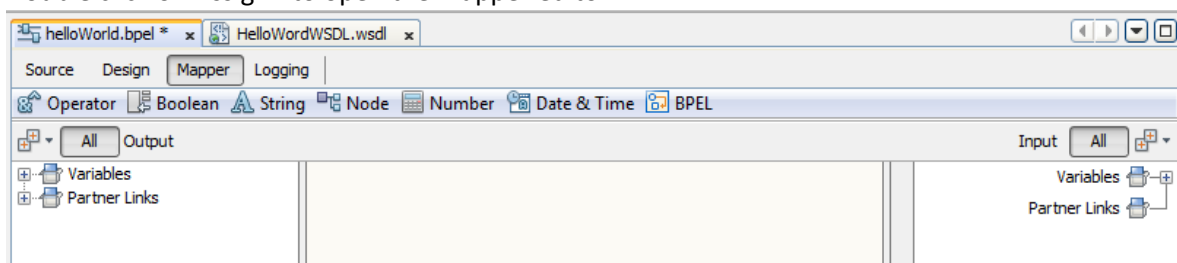 helloWorld.bpel * x HelloWordWSDL.wsdl x
Source Design Mapper Logging
Operator Boolean String Node Number Date & Time BPEL
All Output Input All
Variables Variables
Partner Links Partner Links